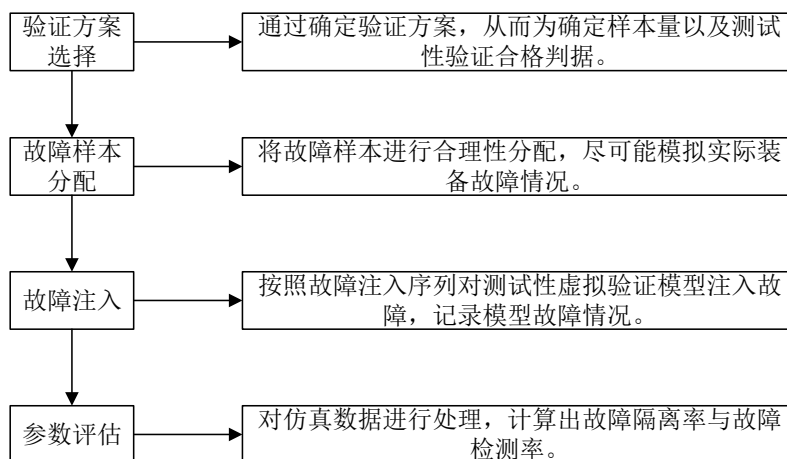 验证方案
选择
通过确定验证方案，从而为确定样本量以及测试
性验证合格判据。
故障样本
分配
将故障样本进行合理性分配，尽可能模拟实际装
备故障情况。
故障注入
按照故障注入序列对测试性虚拟验证模型注入故
障，记录模型故障情况。
参数评估
对仿真数据进行处理，计算出故障隔离率与故障
检测率。